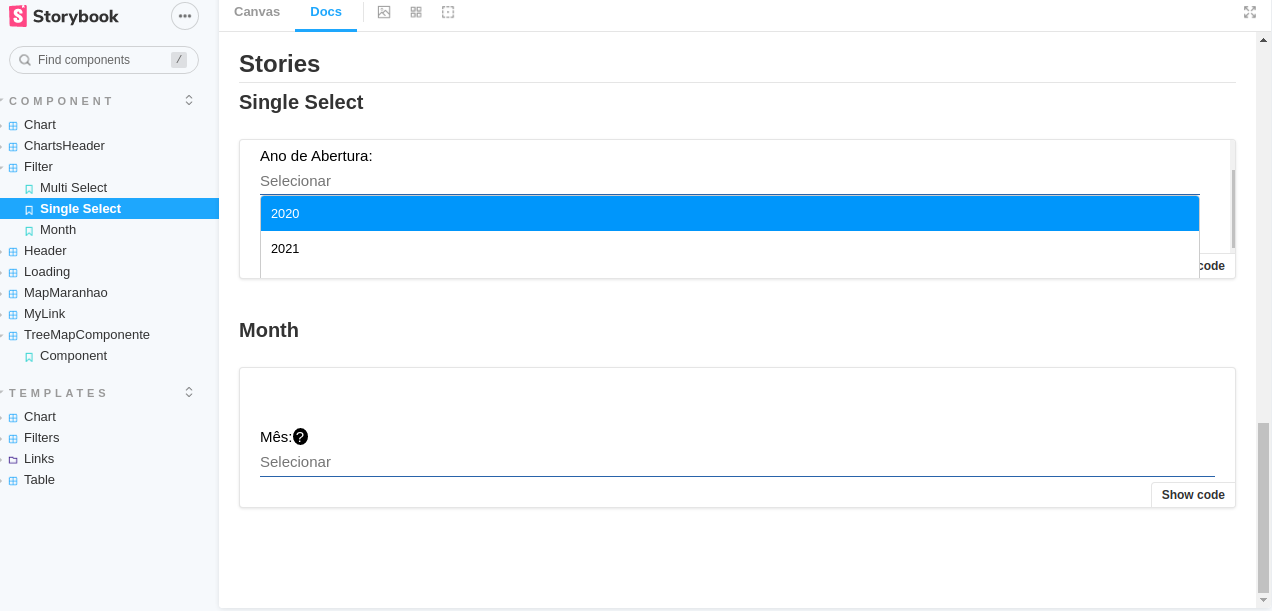 Storybook
Find components /
COMPONENT
Chart
ChartsHeader
Filter
Multi Select
Single Select
Month
Header
Loading
MapMaranhao
MyLink
TreeMapComponente
Component
TEMPLATES
Chart
Filters
Links
Table
Canvas Docs
Stories
Single Select
Ano de Abertura:
Selecionar
2020
2021
code
Month
Mês:?
Selecionar
Show code